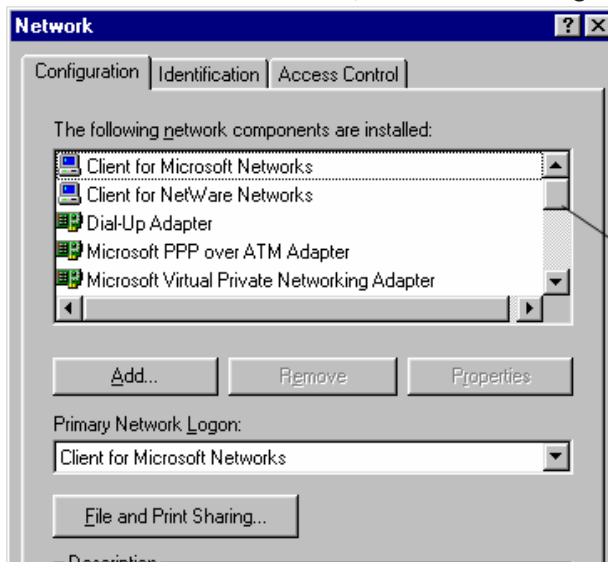 Network
Configuration Identification Access Control
The following network components are installed:
Client for Microsoft Networks
Client for NetWare Networks
Dial-Up Adapter
Microsoft PPP over ATM Adapter
Microsoft Virtual Private Networking Adapter
Add... Remove Properties
Primary Network Logon:
Client for Microsoft Networks
File and Print Sharing...
Description